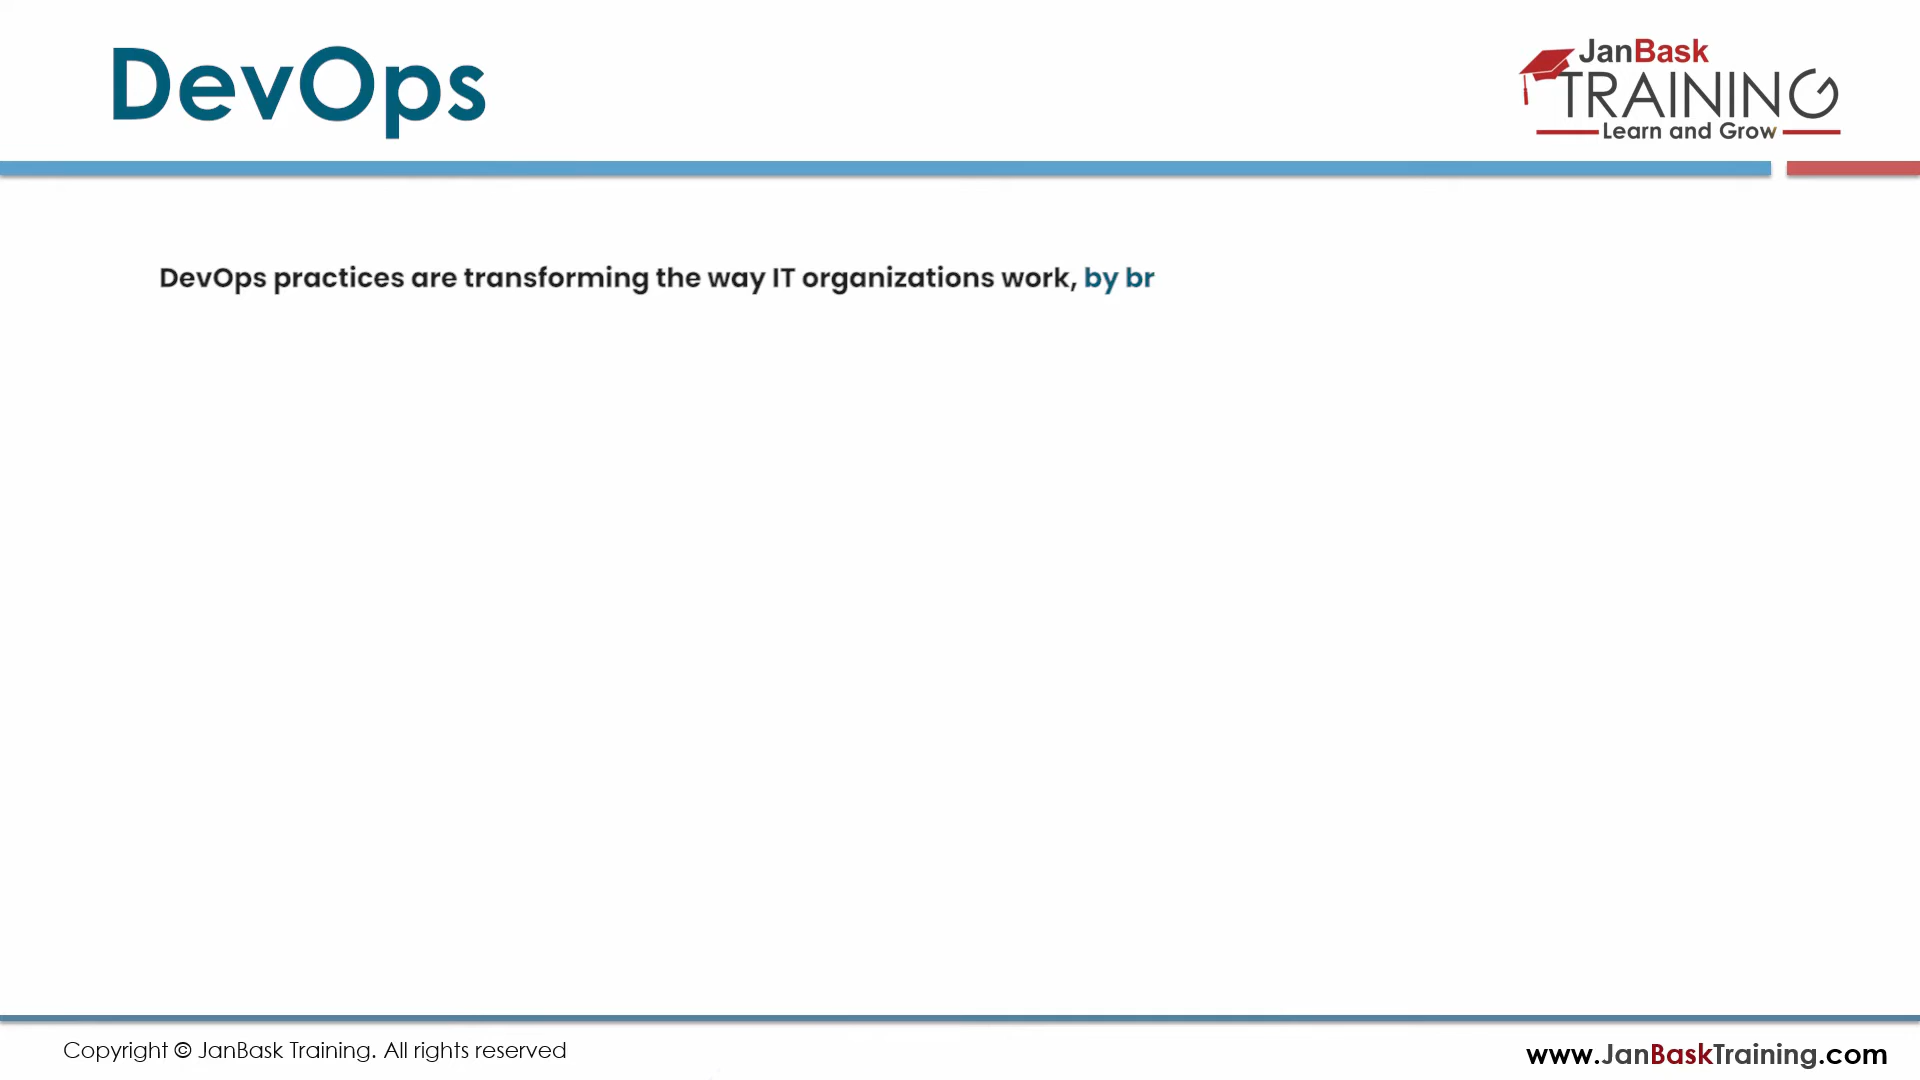 DevOps
JanBask
TRAINING
Learn and Grow
DevOps practices are transforming the way IT organizations work, by br
Copyright © JanBask Training. All rights reserved
www.JanBaskTraining.com